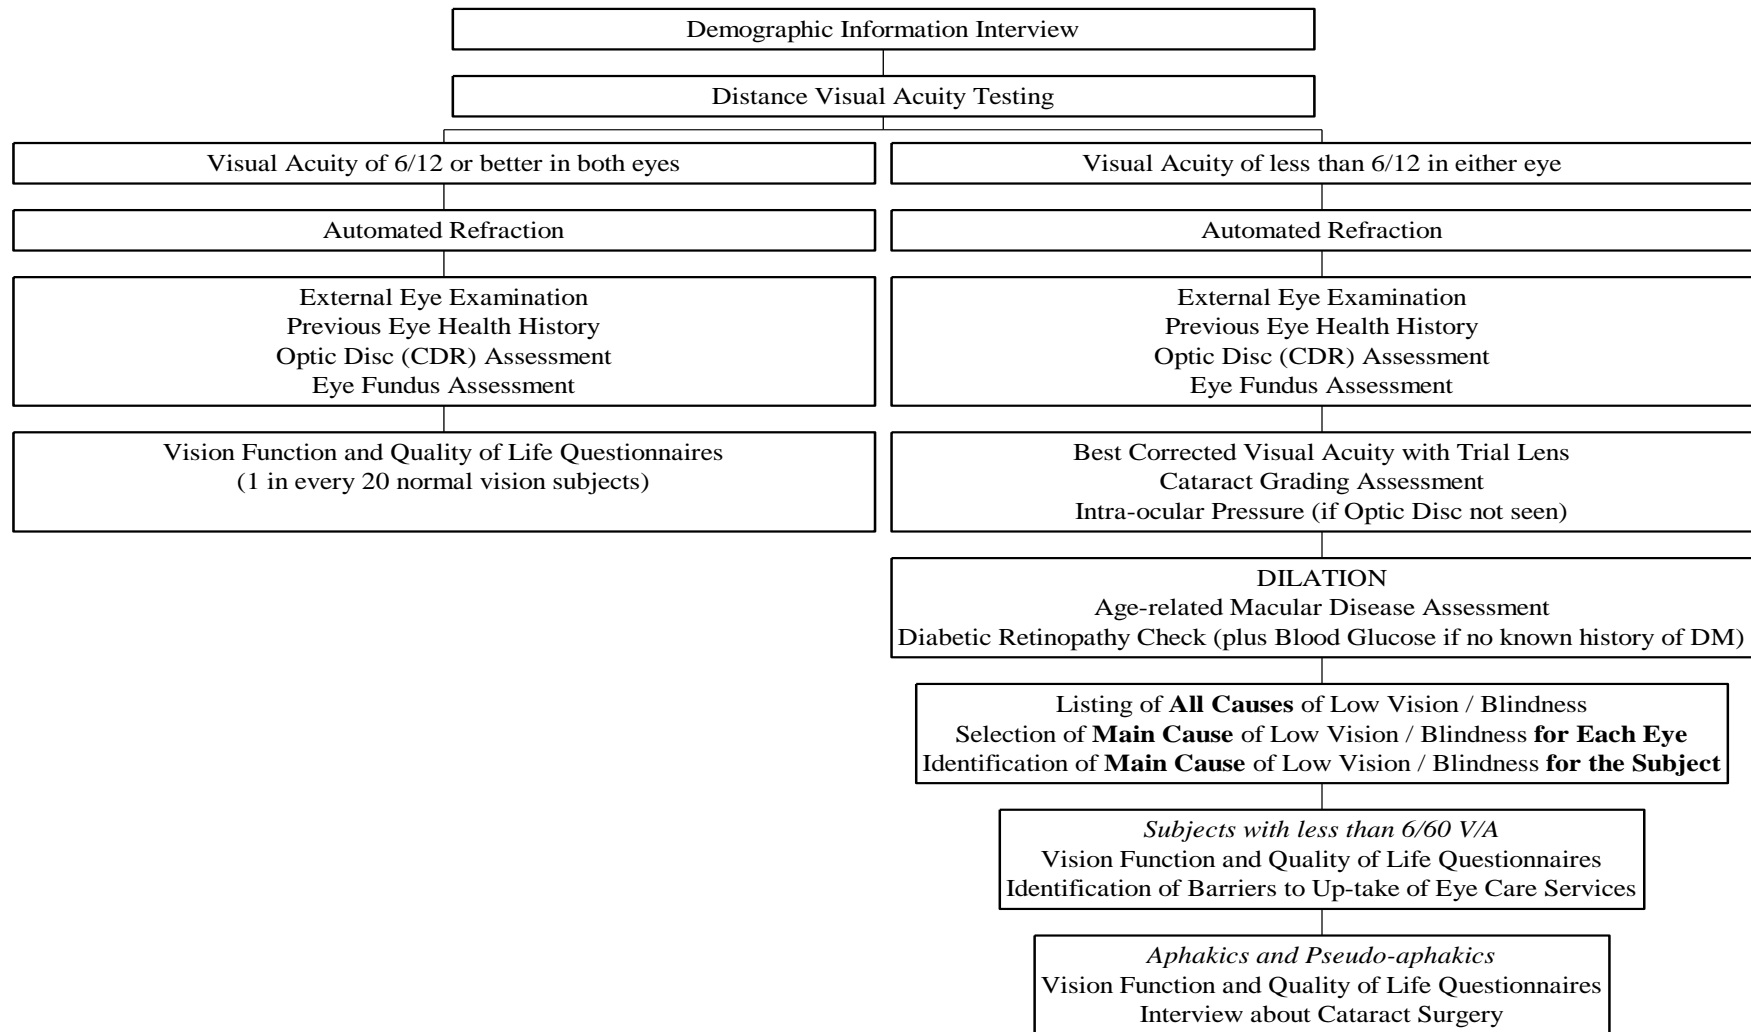 Demographic Information Interview
Distance Visual Acuity Testing
Visual Acuity of 6/12 or better in both eyes
Automated Refraction
External Eye Examination
Previous Eye Health History
Optic Disc (CDR) Assessment
Eye Fundus Assessment
Vision Function and Quality of Life Questionnaires
(1 in every 20 normal vision subjects)
Visual Acuity of less than 6/12 in either eye
Automated Refraction
External Eye Examination
Previous Eye Health History
Optic Disc (CDR) Assessment
Eye Fundus Assessment
Best Corrected Visual Acuity with Trial Lens
Cataract Grading Assessment
Intra-ocular Pressure (if Optic Disc not seen)
DILATION
Age-related Macular Disease Assessment
Diabetic Retinopathy Check (plus Blood Glucose if no known history of DM)
Listing of All Causes of Low Vision / Blindness
Selection of Main Cause of Low Vision / Blindness for Each Eye
Identification of Main Cause of Low Vision / Blindness for the Subject
Subjects with less than 6/60 V/A
Vision Function and Quality of Life Questionnaires
Identification of Barriers to Up-take of Eye Care Services
Aphakics and Pseudo-aphakics
Vision Function and Quality of Life Questionnaires
Interview about Cataract Surgery